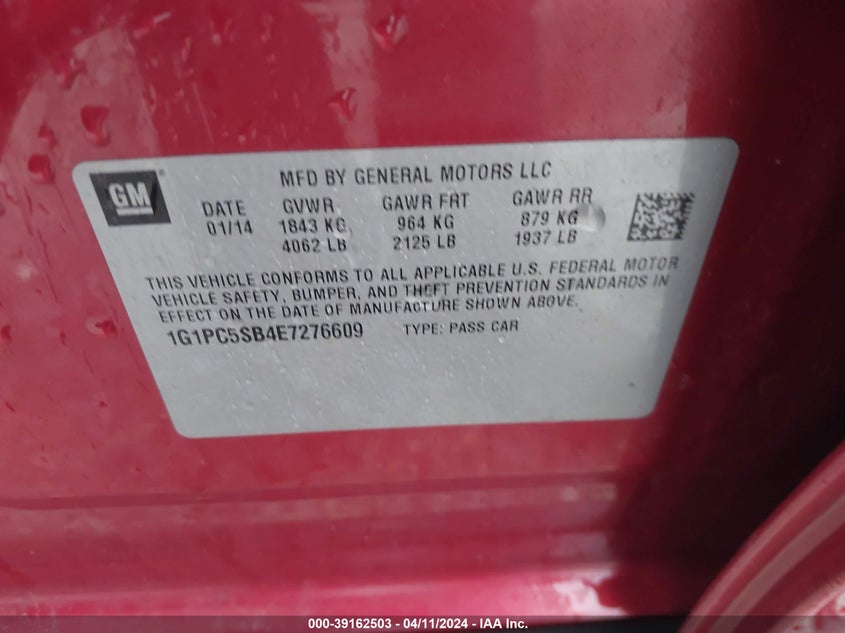 GM
MFD BY GENERAL MOTORS LLC
DATE GVWR GAWR FRT GAWR RR
01/14 1843 KG 964 KG 879 KG
4062 LB 2125 LB 1937 LB
THIS VEHICLE CONFORMS TO ALL APPLICABLE U.S. FEDERAL MOTOR
VEHICLE SAFETY, BUMPER, AND THEFT PREVENTION STANDARDS IN
EFFECT ON THE DATE OF MANUFACTURE SHOWN ABOVE.
1G1PC5SB4E7276609 TYPE: PASS CAR
000-39162503 - 04/11/2024 - IAA Inc.